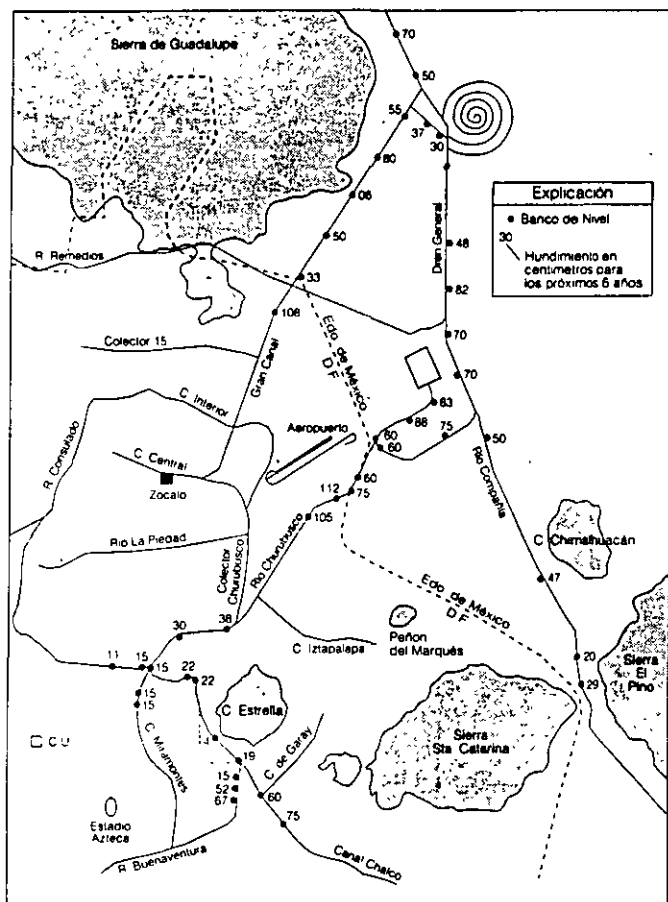 Sierra de Guadalupe
70
50
55
37
30
80
06
50
33
108
R. Remedios
Explicación
Banco de Nivel
30
Hundimiento en
centímetros para
los próximos 6 años
Dren General
48
82
70
70
Colector 15
Gran Canal
Edo. de México
D F
C Interior
R Consulado
C Central
Zocalo
Aeropuerto
63
88
75
60
60
60
75
112
105
50
Río Compañía
C Chimalhuacán
47
Rio La Piedad
Colector
Churubusco
Río Churubusco
Edo de México
D F
38
30
C Iztapalapa
Peñon
del Marqués
20
29
Sierra
El
Pino
11
15
15
22
22
15
15
C Miramontes
C U
C Estrella
Sierra
Sta Catarina
19
15
52
67
C de Garay
60
75
Estadio
Azteca
R Buenaventura
Canal Chalco